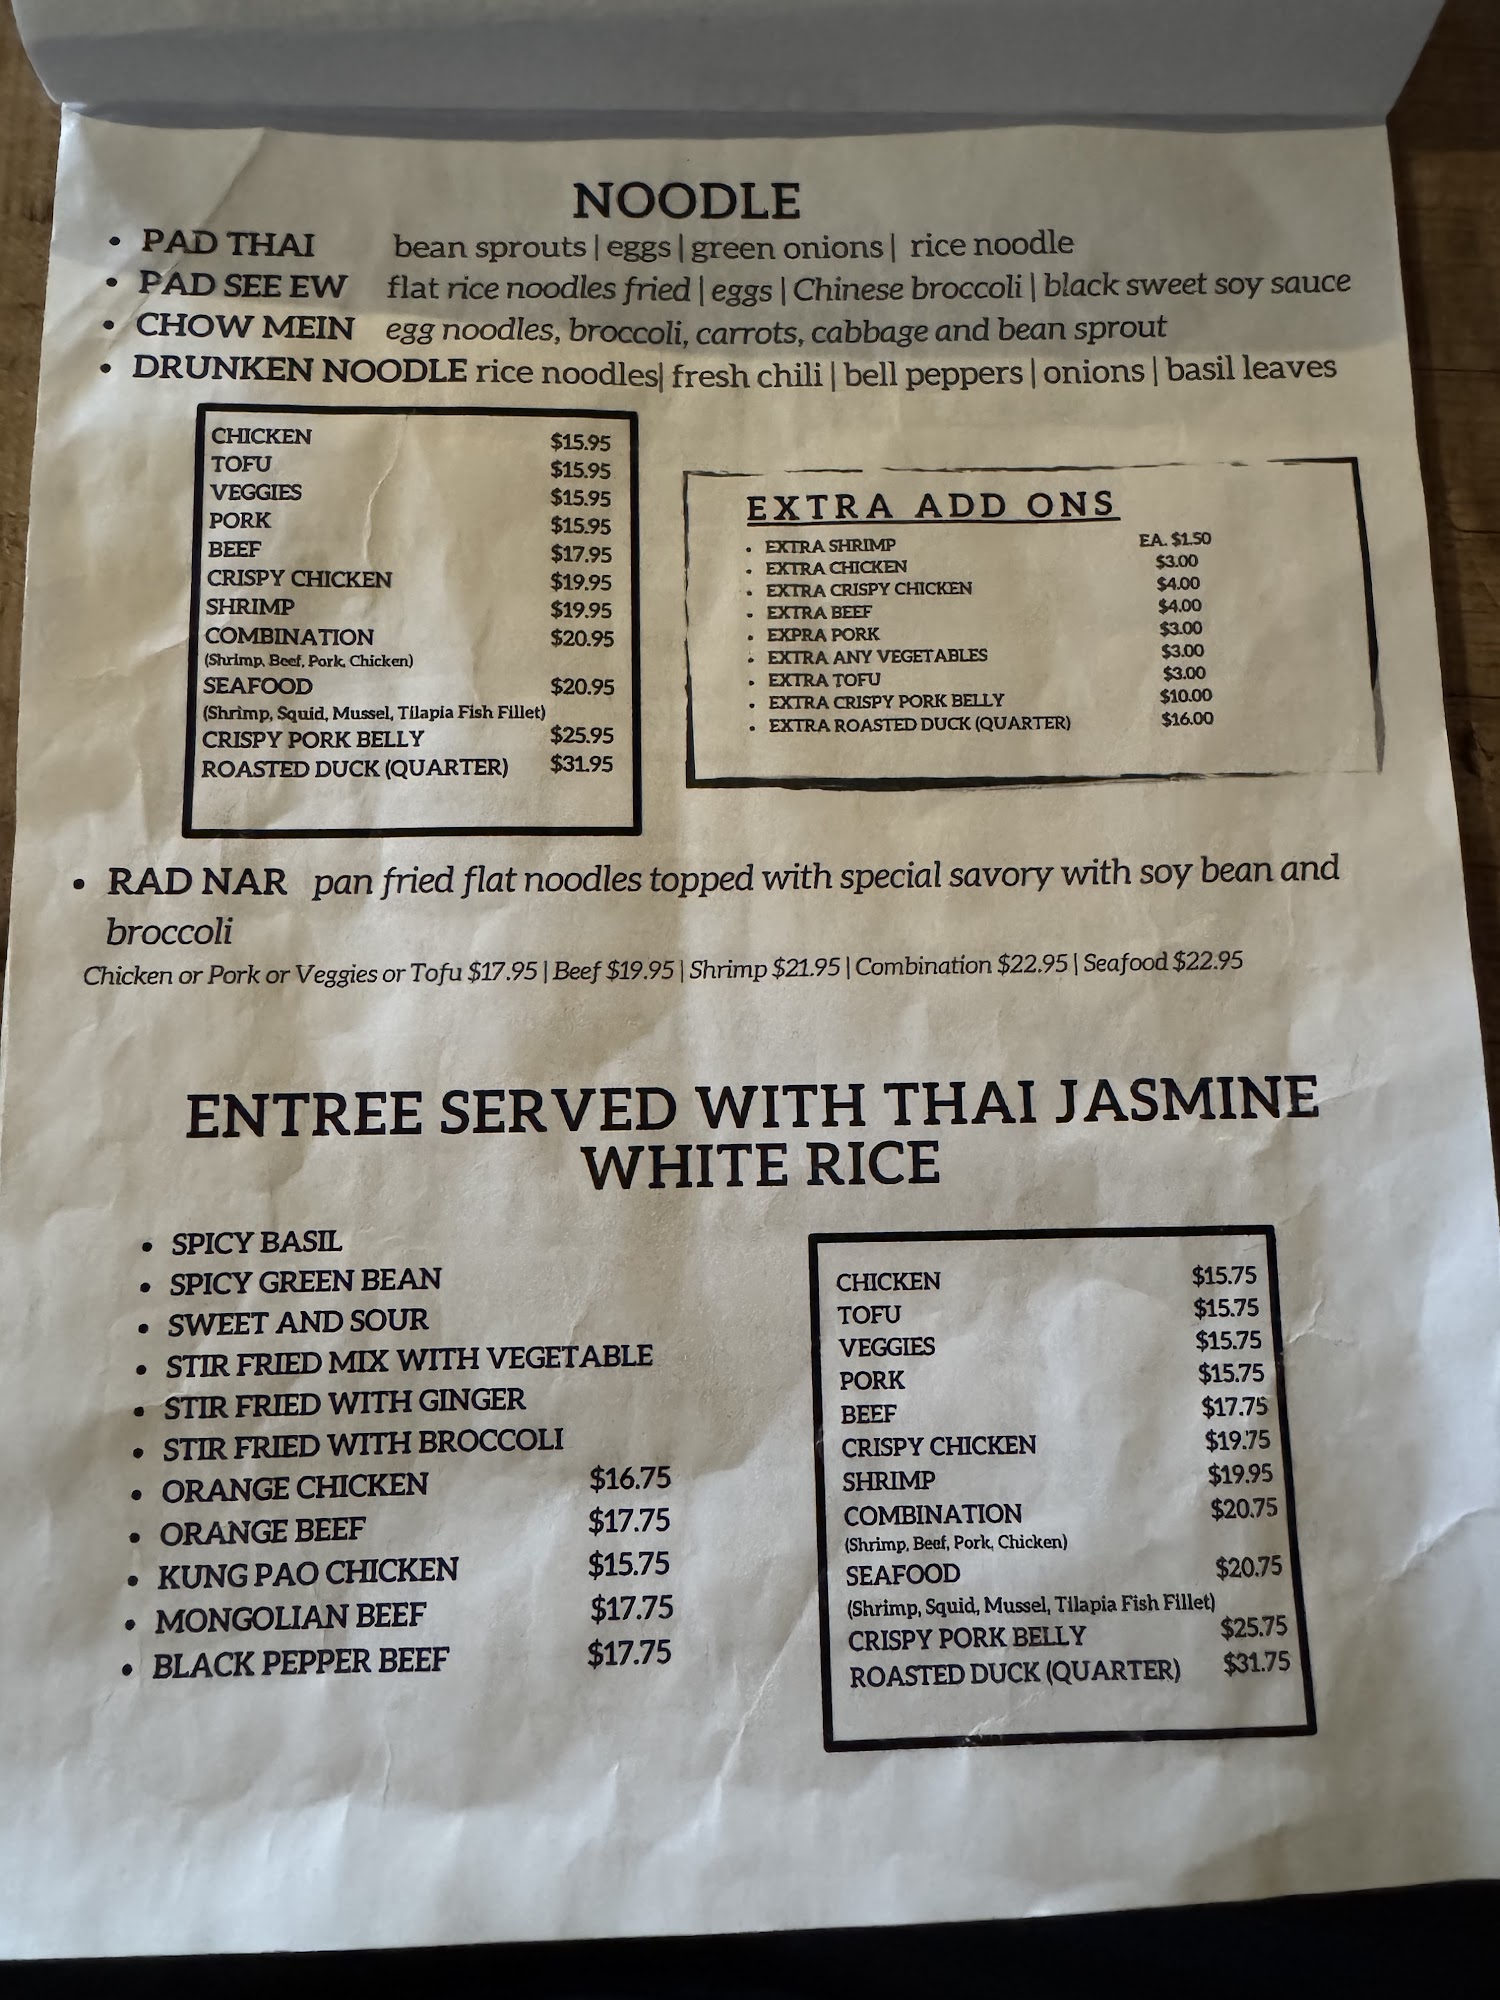 NOODLE
• PAD THAI bean sprouts | eggs | green onions | rice noodle
• PAD SEE EW flat rice noodles fried | eggs | Chinese broccoli | black sweet soy sauce
• CHOW MEIN egg noodles, broccoli, carrots, cabbage and bean sprout
• DRUNKEN NOODLE rice noodles| fresh chili | bell peppers | onions | basil leaves
CHICKEN $15.95
TOFU $15.95
VEGGIES $15.95
PORK $15.95
BEEF $17.95
CRISPY CHICKEN $19.95
SHRIMP $19.95
COMBINATION $20.95
(Shrimp, Beef, Pork, Chicken)
SEAFOOD $20.95
(Shrimp, Squid, Mussel, Tilapia Fish Fillet)
CRISPY PORK BELLY $25.95
ROASTED DUCK (QUARTER) $31.95
EXTRA ADD ONS
• EXTRA SHRIMP EA. $1.50
• EXTRA CHICKEN $3.00
• EXTRA CRISPY CHICKEN $4.00
• EXTRA BEEF $4.00
• EXPRA PORK $3.00
• EXTRA ANY VEGETABLES $3.00
• EXTRA TOFU $3.00
• EXTRA CRISPY PORK BELLY $10.00
• EXTRA ROASTED DUCK (QUARTER) $16.00
• RAD NAR pan fried flat noodles topped with special savory with soy bean and
broccoli
Chicken or Pork or Veggies or Tofu $17.95 | Beef $19.95 | Shrimp $21.95 | Combination $22.95 | Seafood $22.95
ENTREE SERVED WITH THAI JASMINE
WHITE RICE
• SPICY BASIL
• SPICY GREEN BEAN
• SWEET AND SOUR
• STIR FRIED MIX WITH VEGETABLE
• STIR FRIED WITH GINGER
• STIR FRIED WITH BROCCOLI
• ORANGE CHICKEN $16.75
• ORANGE BEEF $17.75
• KUNG PAO CHICKEN $15.75
• MONGOLIAN BEEF $17.75
• BLACK PEPPER BEEF $17.75
CHICKEN $15.75
TOFU $15.75
VEGGIES $15.75
PORK $15.75
BEEF $17.75
CRISPY CHICKEN $19.75
SHRIMP $19.95
COMBINATION $20.75
(Shrimp, Beef, Pork, Chicken)
SEAFOOD $20.75
(Shrimp, Squid, Mussel, Tilapia Fish Fillet)
CRISPY PORK BELLY $25.75
ROASTED DUCK (QUARTER) $31.75